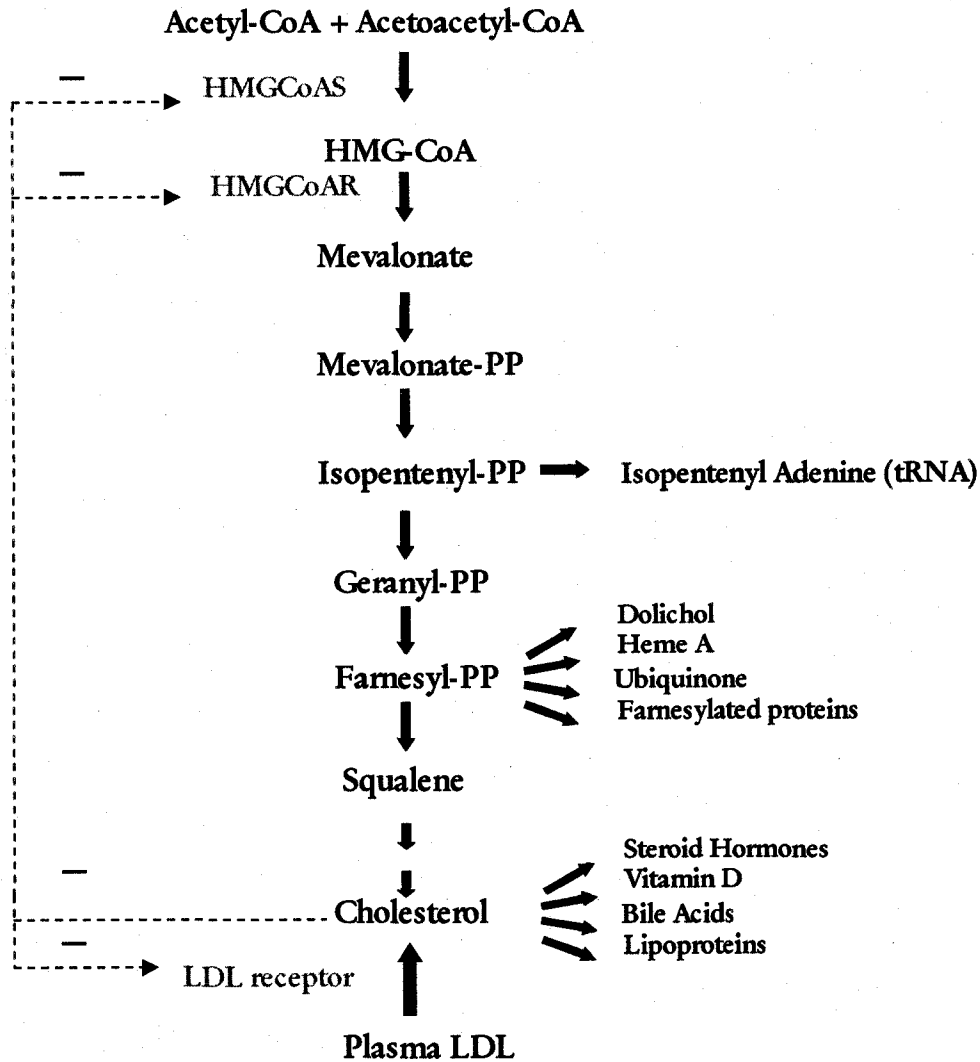 Acetyl-CoA + Acetoacetyl-CoA
–
HMGCoAS
HMG-CoA
–
HMGCoAR
Mevalonate
Mevalonate-PP
Isopentenyl-PP
Isopentenyl Adenine (tRNA)
Geranyl-PP
Dolichol
Heme A
Farnesyl-PP
Ubiquinone
Farnesylated proteins
Squalene
Steroid Hormones
–
Vitamin D
Cholesterol
Bile Acids
–
Lipoproteins
LDL receptor
Plasma LDL